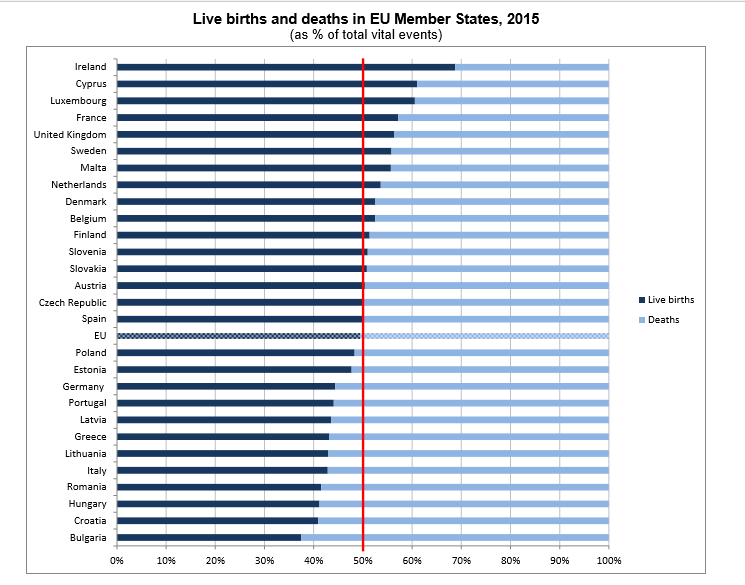 Live births and deaths in EU Member States, 2015
(as % of total vital events)
Ireland
Cyprus
Luxembourg
France
United Kingdom
Sweden
Malta
Netherlands
Denmark
Belgium
Finland
Slovenia
Slovakia
Austria
Czech Republic
Spain
EU
Poland
Estonia
Germany
Portugal
Latvia
Greece
Lithuania
Italy
Romania
Hungary
Croatia
Bulgaria
0% 10% 20% 30% 40% 50% 60% 70% 80% 90% 100%
Live births
Deaths